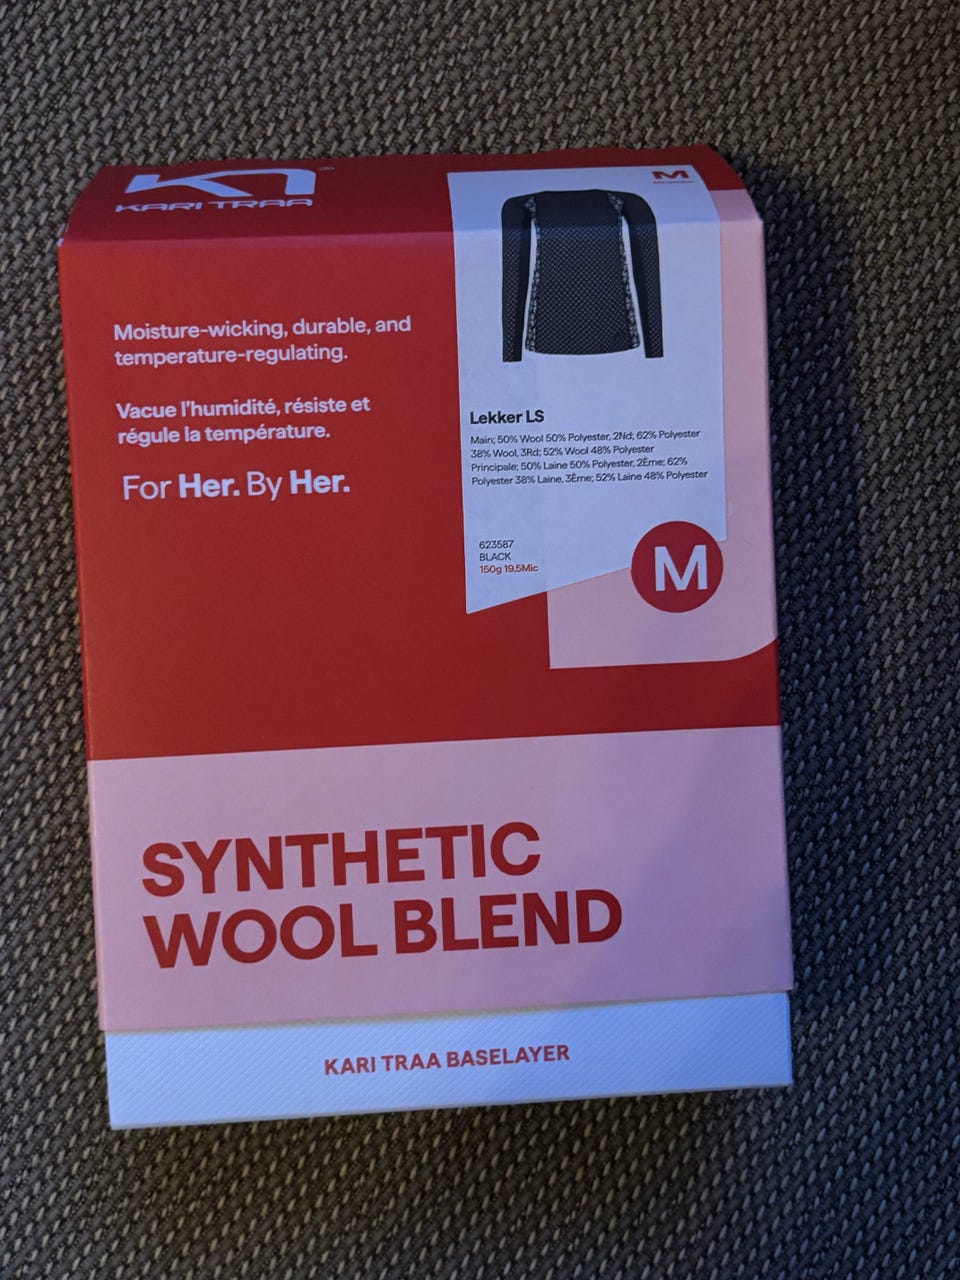 KARI TRAA
Moisture-wicking, durable, and
temperature-regulating.
Vacue l'humidité, résiste et
régule la température.
For Her. By Her.
M
Lekker LS
Main; 50% Wool 50% Polyester, 2Nd; 62% Polyester
38% Wool, 3Rd; 52% Wool 48% Polyester
Principale; 50% Laine 50% Polyester, 2Ème; 62%
Polyester 38% Laine, 3Ème; 52% Laine 48% Polyester
623587
BLACK
150g 19,5Mic
M
SYNTHETIC
WOOL BLEND
KARI TRAA BASELAYER